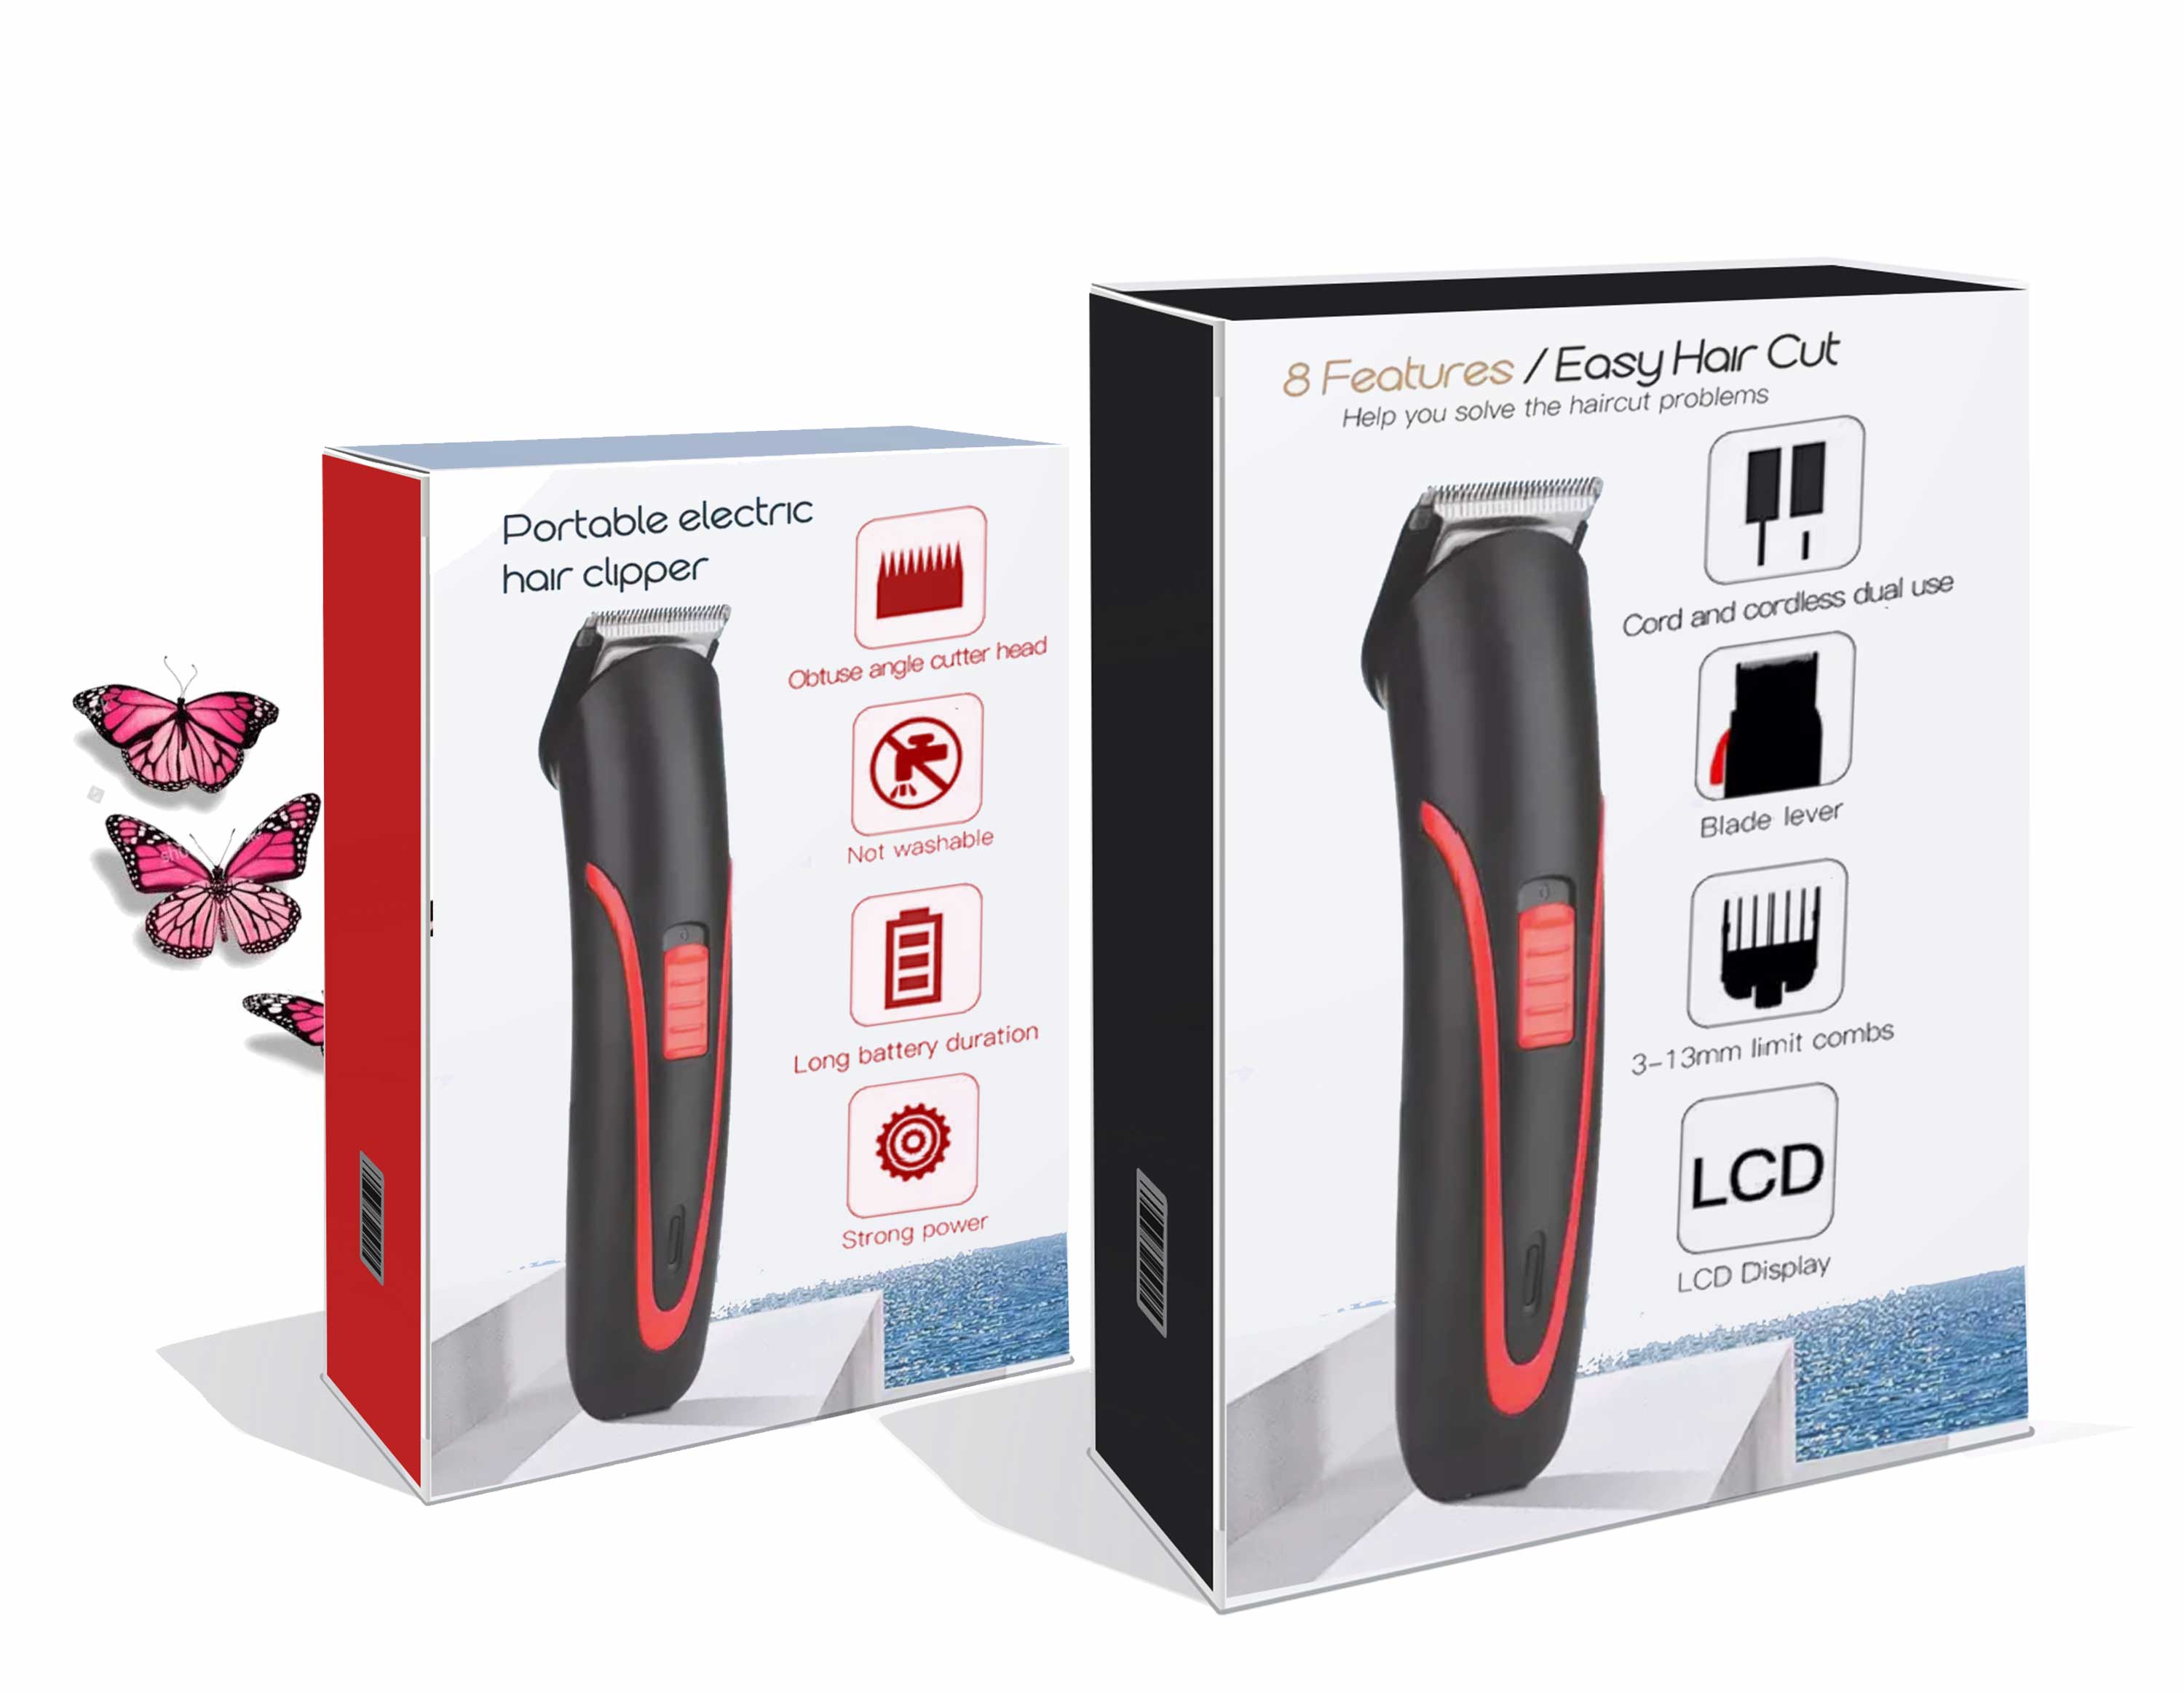 Portable electric
hair clipper
Obtuse angle cutter head
Not washable
Long battery duration
Strong power
8 Features / Easy Hair Cut
Help you solve the haircut problems
Cord and cordless dual use
Blade lever
3-13mm limit combs
LCD
LCD Display